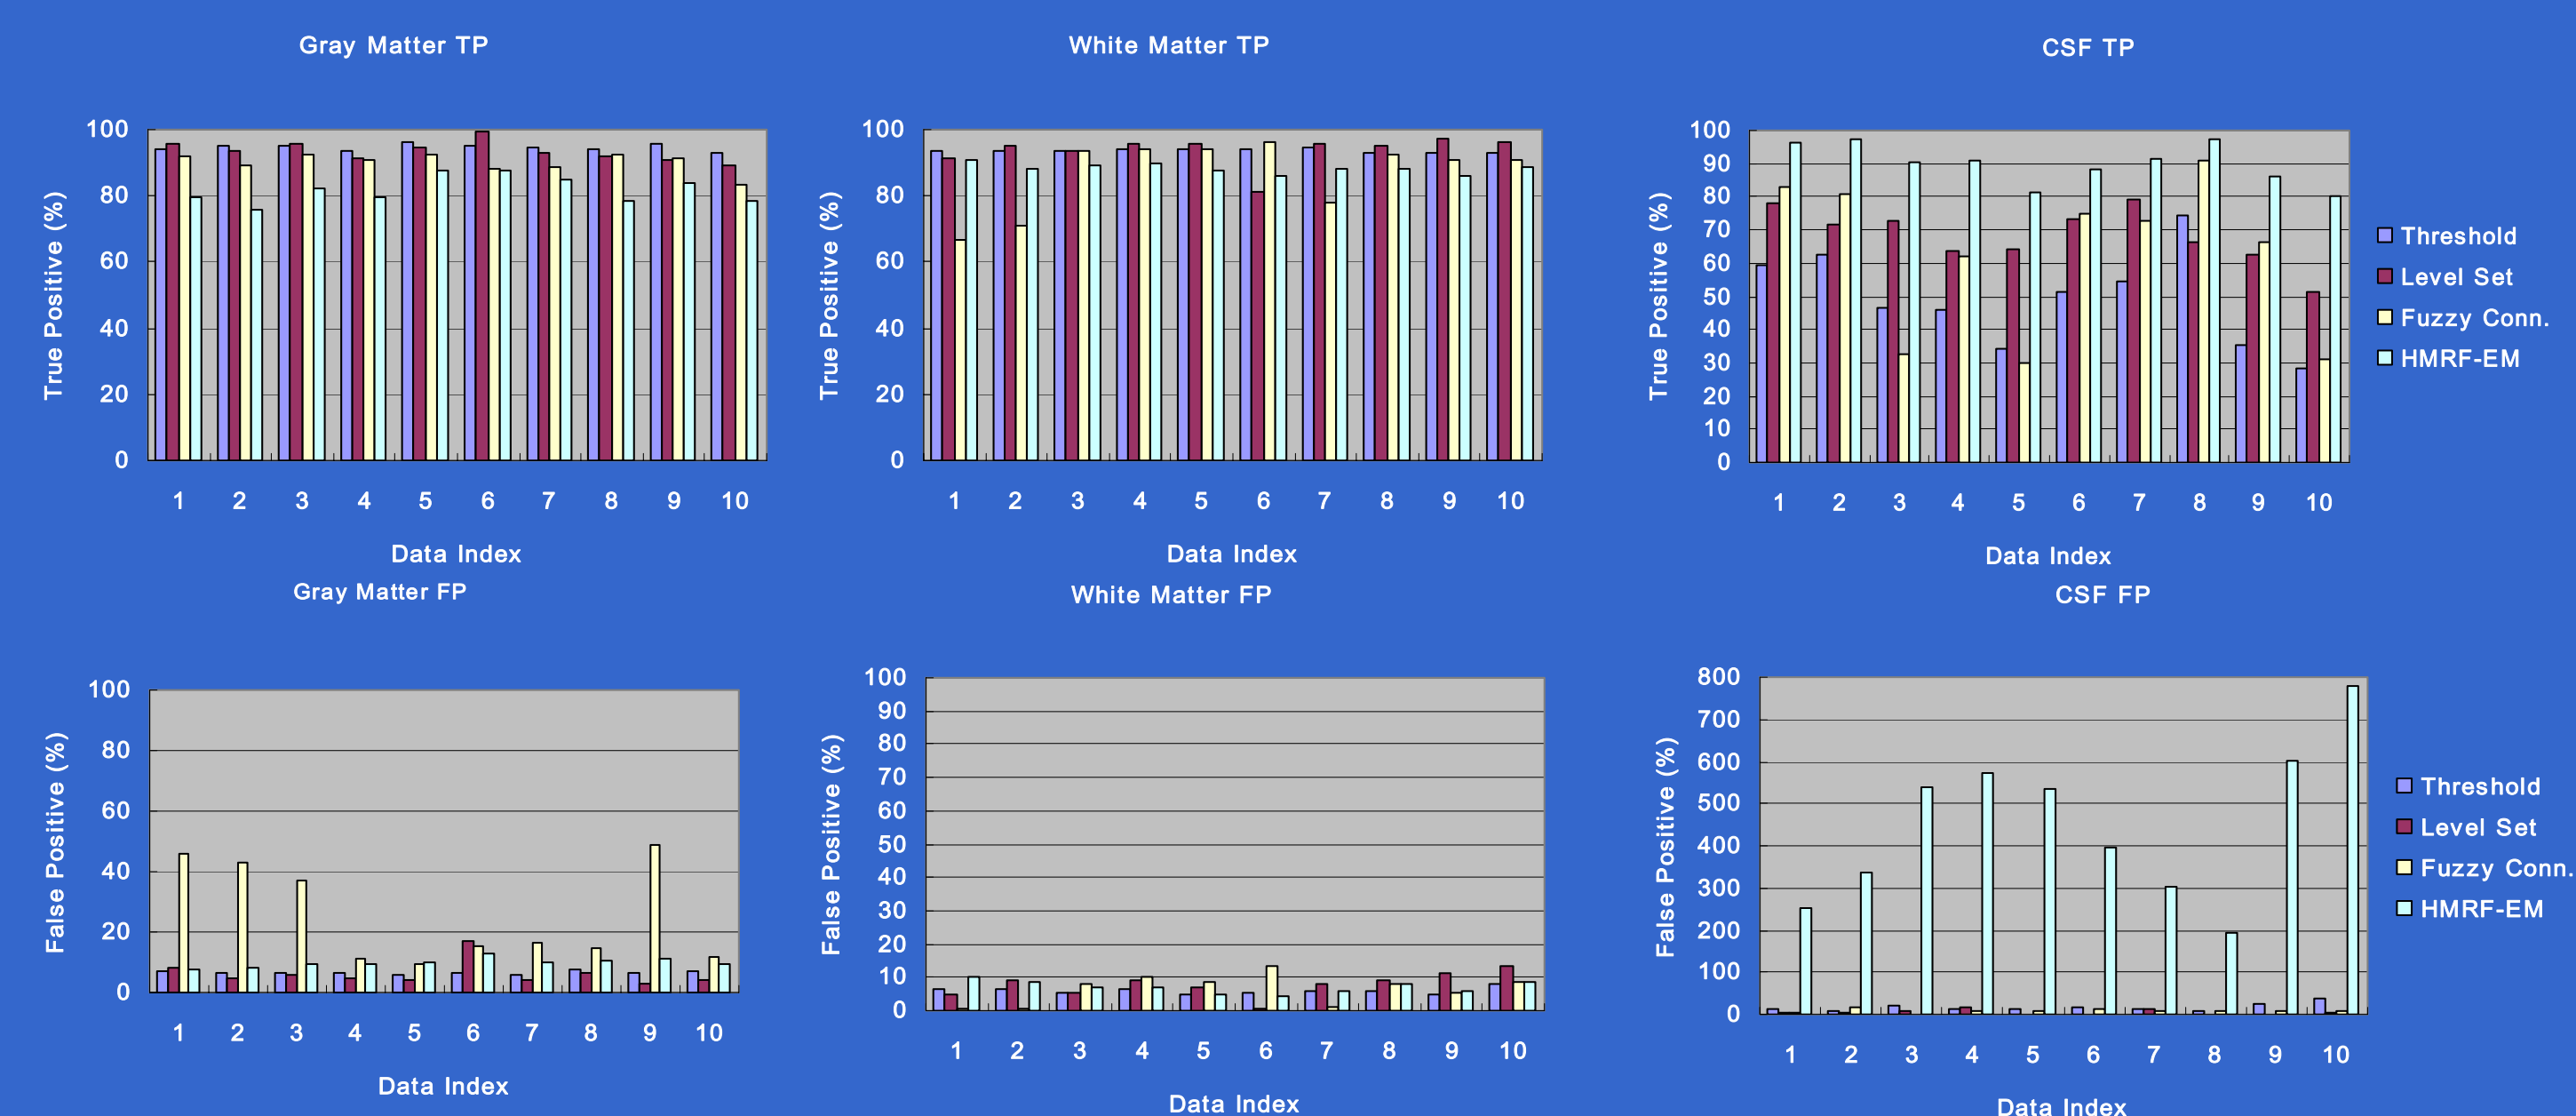 Gray Matter TP
True Positive (%)
100
80
60
40
20
0
1 2 3 4 5 6 7 8 9 10
Data Index
White Matter TP
True Positive (%)
100
80
60
40
20
0
1 2 3 4 5 6 7 8 9 10
Data Index
CSF TP
True Positive (%)
100
90
80
70
60
50
40
30
20
10
0
1 2 3 4 5 6 7 8 9 10
Data Index
Threshold
Level Set
Fuzzy Conn.
HMRF-EM
Gray Matter FP
False Positive (%)
100
80
60
40
20
0
1 2 3 4 5 6 7 8 9 10
Data Index
White Matter FP
False Positive (%)
100
90
80
70
60
50
40
30
20
10
0
1 2 3 4 5 6 7 8 9 10
Data Index
CSF FP
False Positive (%)
800
700
600
500
400
300
200
100
0
1 2 3 4 5 6 7 8 9 10
Data Index
Threshold
Level Set
Fuzzy Conn.
HMRF-EM